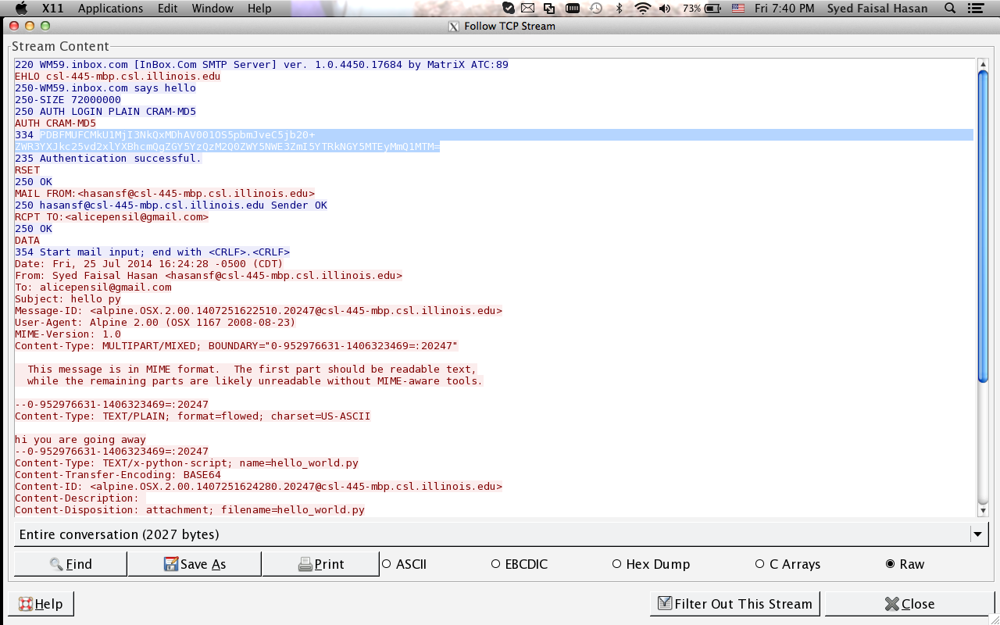 X11 Applications Edit Window Help 73% Fri 7:40 PM Syed Faisal Hasan
Follow TCP Stream
Stream Content
220 WM59.inbox.com [InBox.Com SMTP Server] ver. 1.0.4450.17684 by MatriX ATC:89
EHLO csl-445-mbp.csl.illinois.edu
250-WM59.inbox.com says hello
250-SIZE 72000000
250 AUTH LOGIN PLAIN CRAM-MD5
AUTH CRAM-MD5
334 PDBFMUFCMkU1MjI3NkQxMDhAV001OS5pbmJveC5jb20+
ZWR3YXJkc25vd2xlYXBhcmQgZGY5YzQzM2Q0ZWY5NWE3ZmI5YTRkNGY5MTEyMmQ1MTM=
235 Authentication successful.
RSET
250 OK
MAIL FROM:<hasansf@csl-445-mbp.csl.illinois.edu>
250 hasansf@csl-445-mbp.csl.illinois.edu Sender OK
RCPT TO:<alicepensil@gmail.com>
250 OK
DATA
354 Start mail input; end with <CRLF>.<CRLF>
Date: Fri, 25 Jul 2014 16:24:28 -0500 (CDT)
From: Syed Faisal Hasan <hasansf@csl-445-mbp.csl.illinois.edu>
To: alicepensil@gmail.com
Subject: hello py
Message-ID: <alpine.OSX.2.00.1407251622510.20247@csl-445-mbp.csl.illinois.edu>
User-Agent: Alpine 2.00 (OSX 1167 2008-08-23)
MIME-Version: 1.0
Content-Type: MULTIPART/MIXED; BOUNDARY="0-952976631-1406323469=:20247"
This message is in MIME format.  The first part should be readable text,
while the remaining parts are likely unreadable without MIME-aware tools.
--0-952976631-1406323469=:20247
Content-Type: TEXT/PLAIN; format=flowed; charset=US-ASCII
hi you are going away
--0-952976631-1406323469=:20247
Content-Type: TEXT/x-python-script; name=hello_world.py
Content-Transfer-Encoding: BASE64
Content-ID: <alpine.OSX.2.00.1407251624280.20247@csl-445-mbp.csl.illinois.edu>
Content-Description:
Content-Disposition: attachment; filename=hello_world.py
Entire conversation (2027 bytes)
Find Save As Print ASCII EBCDIC Hex Dump C Arrays Raw
Help Filter Out This Stream Close